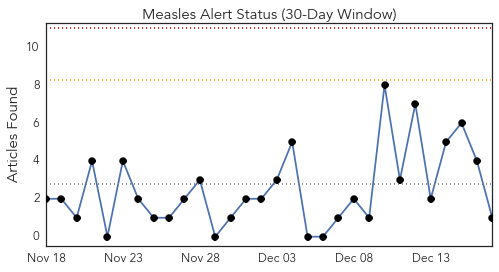 Measles Alert Status (30-Day Window)
Articles Found
10
8
6
4
2
0
Nov 18 Nov 23 Nov 28 Dec 03 Dec 08 Dec 13